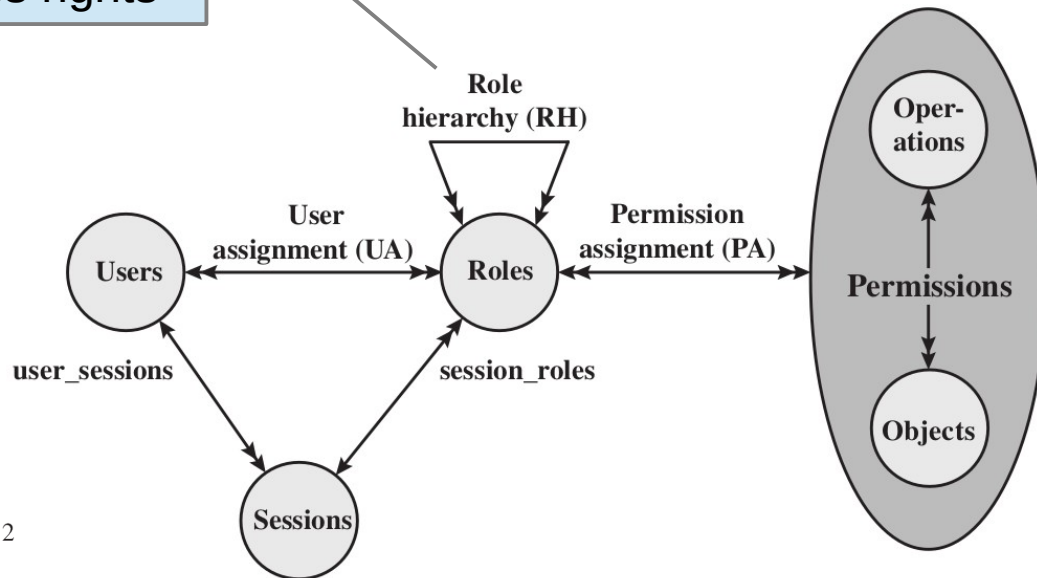 rights
Role
hierarchy (RH)
Oper-
ations
User
assignment (UA)
Permission
assignment (PA)
Users
Roles
Permissions
user_sessions
session_roles
Objects
Sessions
2